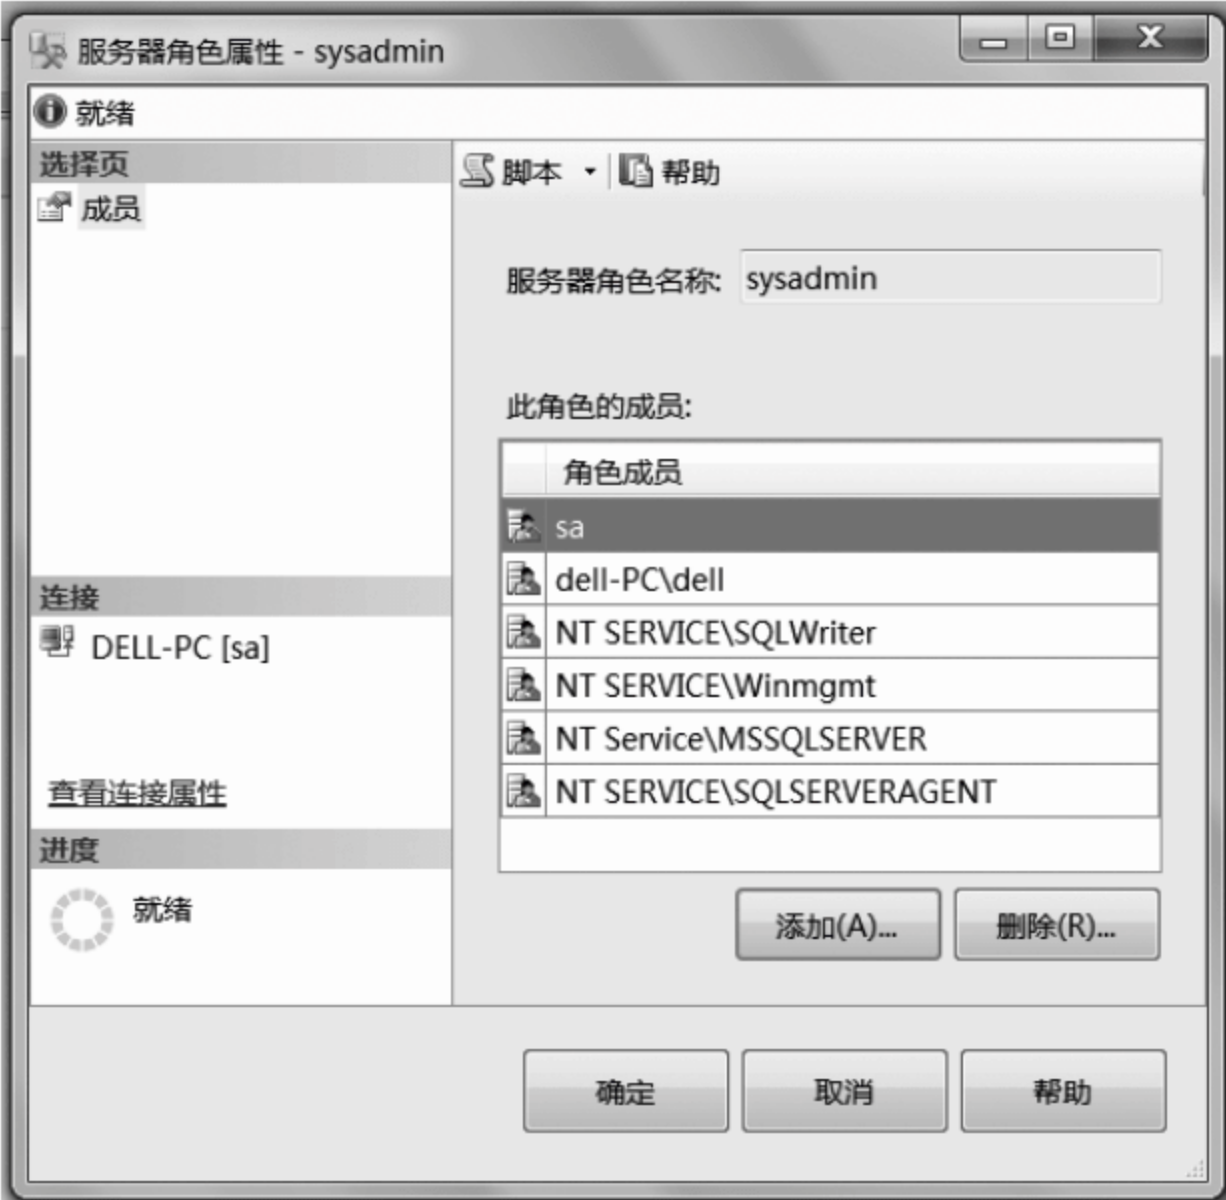 服务器角色属性 - sysadmin
就绪
选择页
成员
连接
DELL-PC [sa]
查看连接属性
进度
就绪
脚本
帮助
服务器角色名称: sysadmin
此角色的成员:
角色成员
sa
dell-PC\dell
NT SERVICE\SQLWriter
NT SERVICE\Winmgmt
NT Service\MSSQLSERVER
NT SERVICE\SQLSERVERAGENT
添加(A)... 删除(R)...
确定 取消 帮助